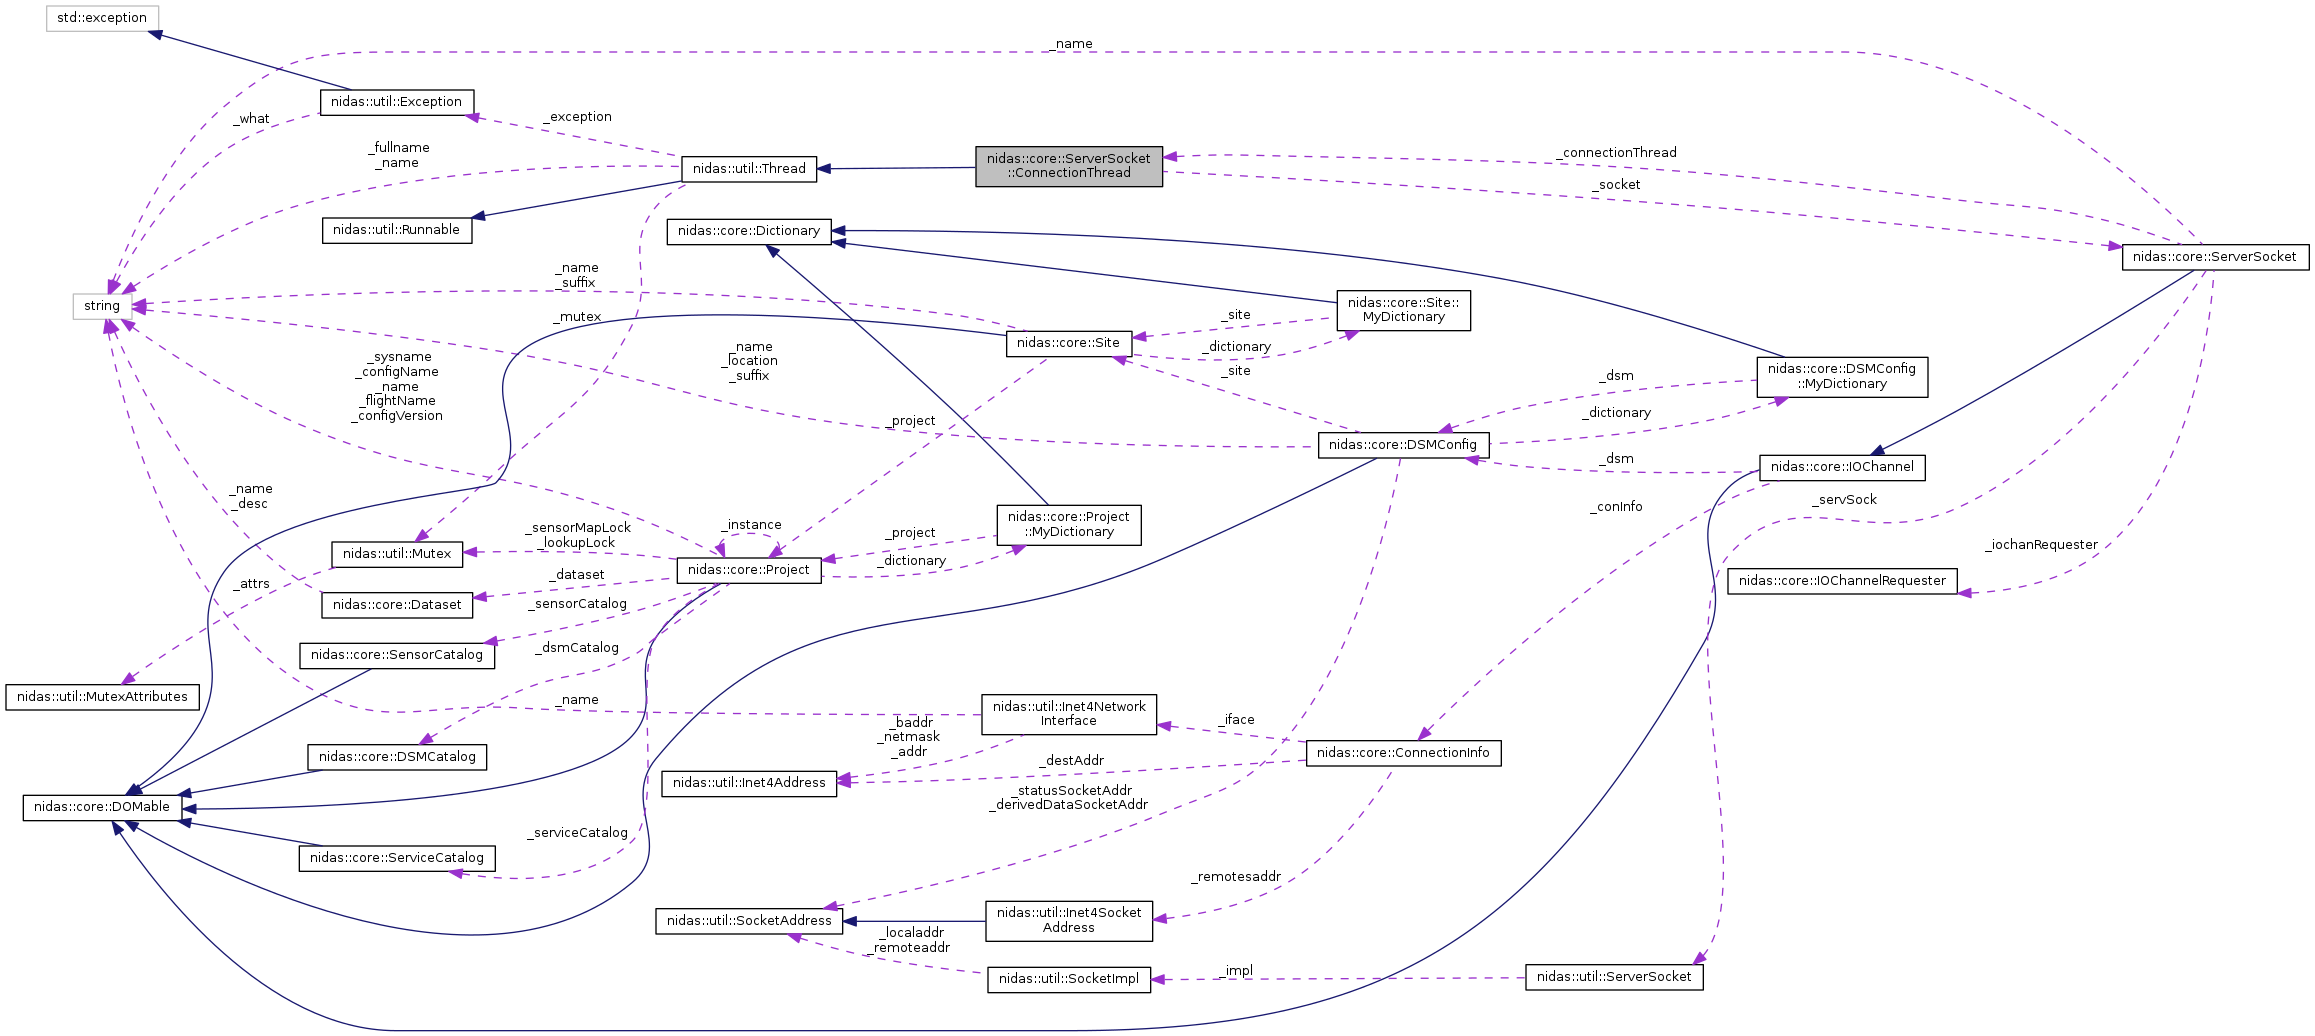 std::exception
_name
nidas::util::Exception
_what
_exception
_fullname
_name
nidas::util::Thread
nidas::core::ServerSocket
::ConnectionThread
_connectionThread
_socket
nidas::util::Runnable
nidas::core::Dictionary
nidas::core::ServerSocket
string
_name
_suffix
nidas::core::Site::
MyDictionary
_mutex
_site
nidas::core::Site
_dictionary
_site
_name
_location
_suffix
_sysname
_configName
_name
_flightName
_configVersion
nidas::core::DSMConfig
::MyDictionary
_dsm
_dictionary
_project
nidas::core::DSMConfig
_dsm
nidas::core::IOChannel
_name
_desc
_servSock
_conInfo
nidas::core::Project
::MyDictionary
_instance
_sensorMapLock
_lookupLock
_project
_dictionary
nidas::util::Mutex
_iochanRequester
nidas::core::Project
_attrs
_dataset
nidas::core::IOChannelRequester
nidas::core::Dataset
_sensorCatalog
nidas::core::SensorCatalog
_dsmCatalog
nidas::util::MutexAttributes
_name
nidas::util::Inet4Network
Interface
_iface
_baddr
_netmask
_addr
nidas::core::DSMCatalog
nidas::core::ConnectionInfo
_destAddr
nidas::util::Inet4Address
_statusSocketAddr
_derivedDataSocketAddr
nidas::core::DOMable
_serviceCatalog
nidas::core::ServiceCatalog
_remotesaddr
nidas::util::SocketAddress
nidas::util::Inet4Socket
Address
_localaddr
_remoteaddr
nidas::util::SocketImpl
_impl
nidas::util::ServerSocket